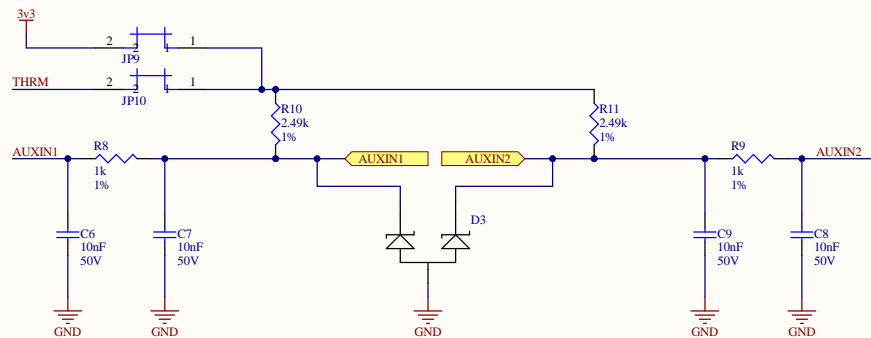 3v3
2 2 1 1
JP9
THRM 2 2 1 1
JP10
R10
2.49k
1%
R11
2.49k
1%
AUXIN1
R8
1k
1%
AUXIN1
AUXIN2
R9
1k
1%
AUXIN2
C6
10nF
50V
C7
10nF
50V
D3
C9
10nF
50V
C8
10nF
50V
GND
GND
GND
GND
GND